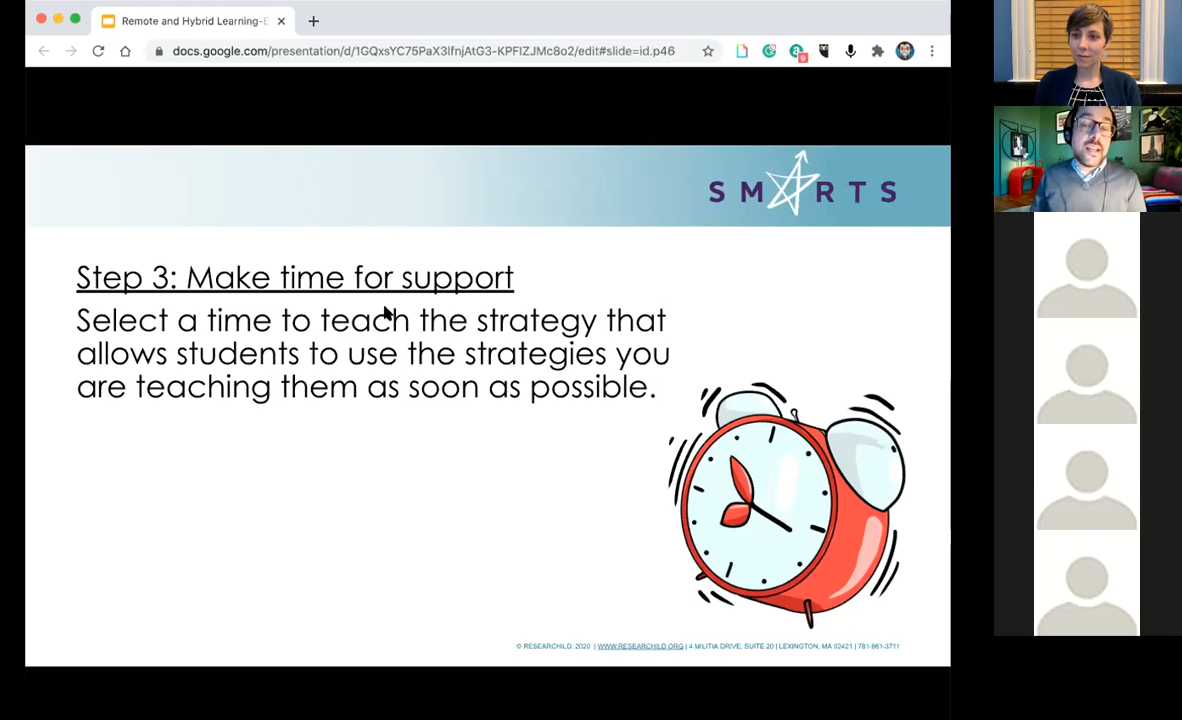 Remote and Hybrid Learning-E
docs.google.com/presentation/d/1GQxsYC75PaX3IfnjAtG3-KPFIZJMc8o2/edit#slide=id.p46
SMARTS
Step 3: Make time for support
Select a time to teach the strategy that
allows students to use the strategies you
are teaching them as soon as possible.
© RESEARCHILD, 2020 | WWW.RESEARCHILD.ORG | 4 MILITIA DRIVE, SUITE 20 | LEXINGTON, MA 02421 | 781-861-3711